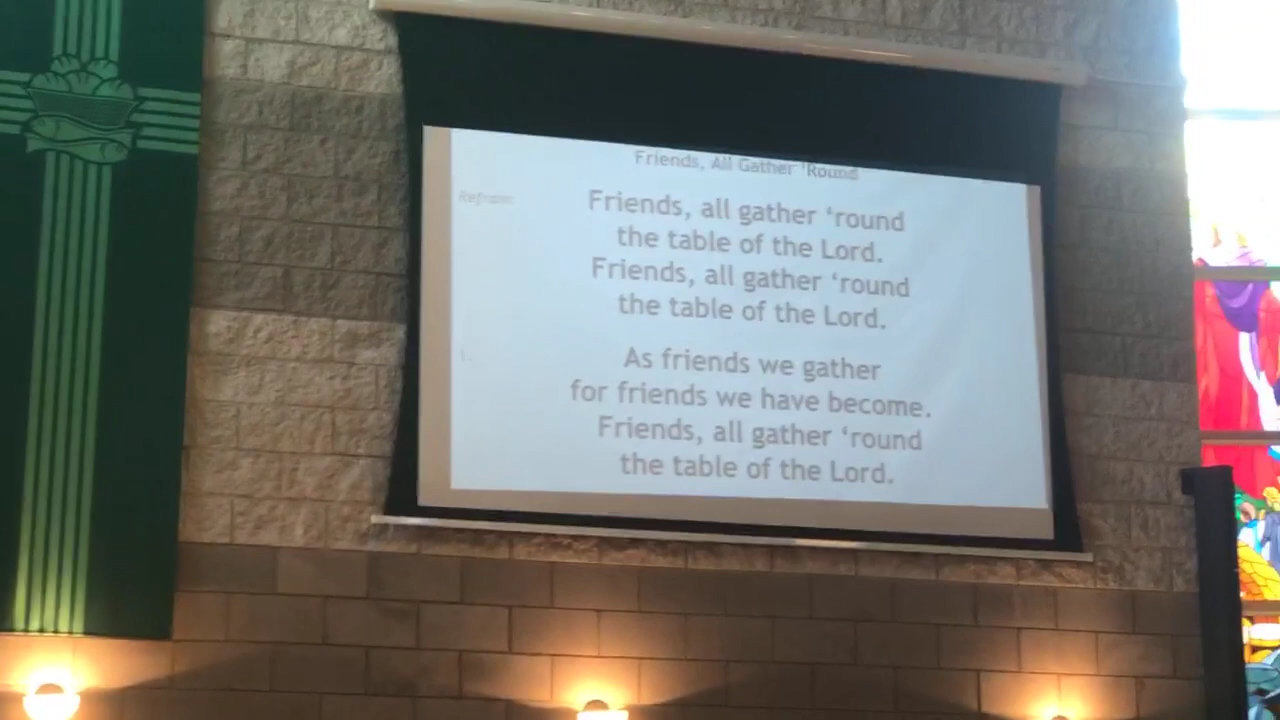 Friends, All Gather 'Round
Refrain
Friends, all gather ‘round
the table of the Lord.
Friends, all gather ‘round
the table of the Lord.
1.
As friends we gather
for friends we have become.
Friends, all gather ‘round
the table of the Lord.